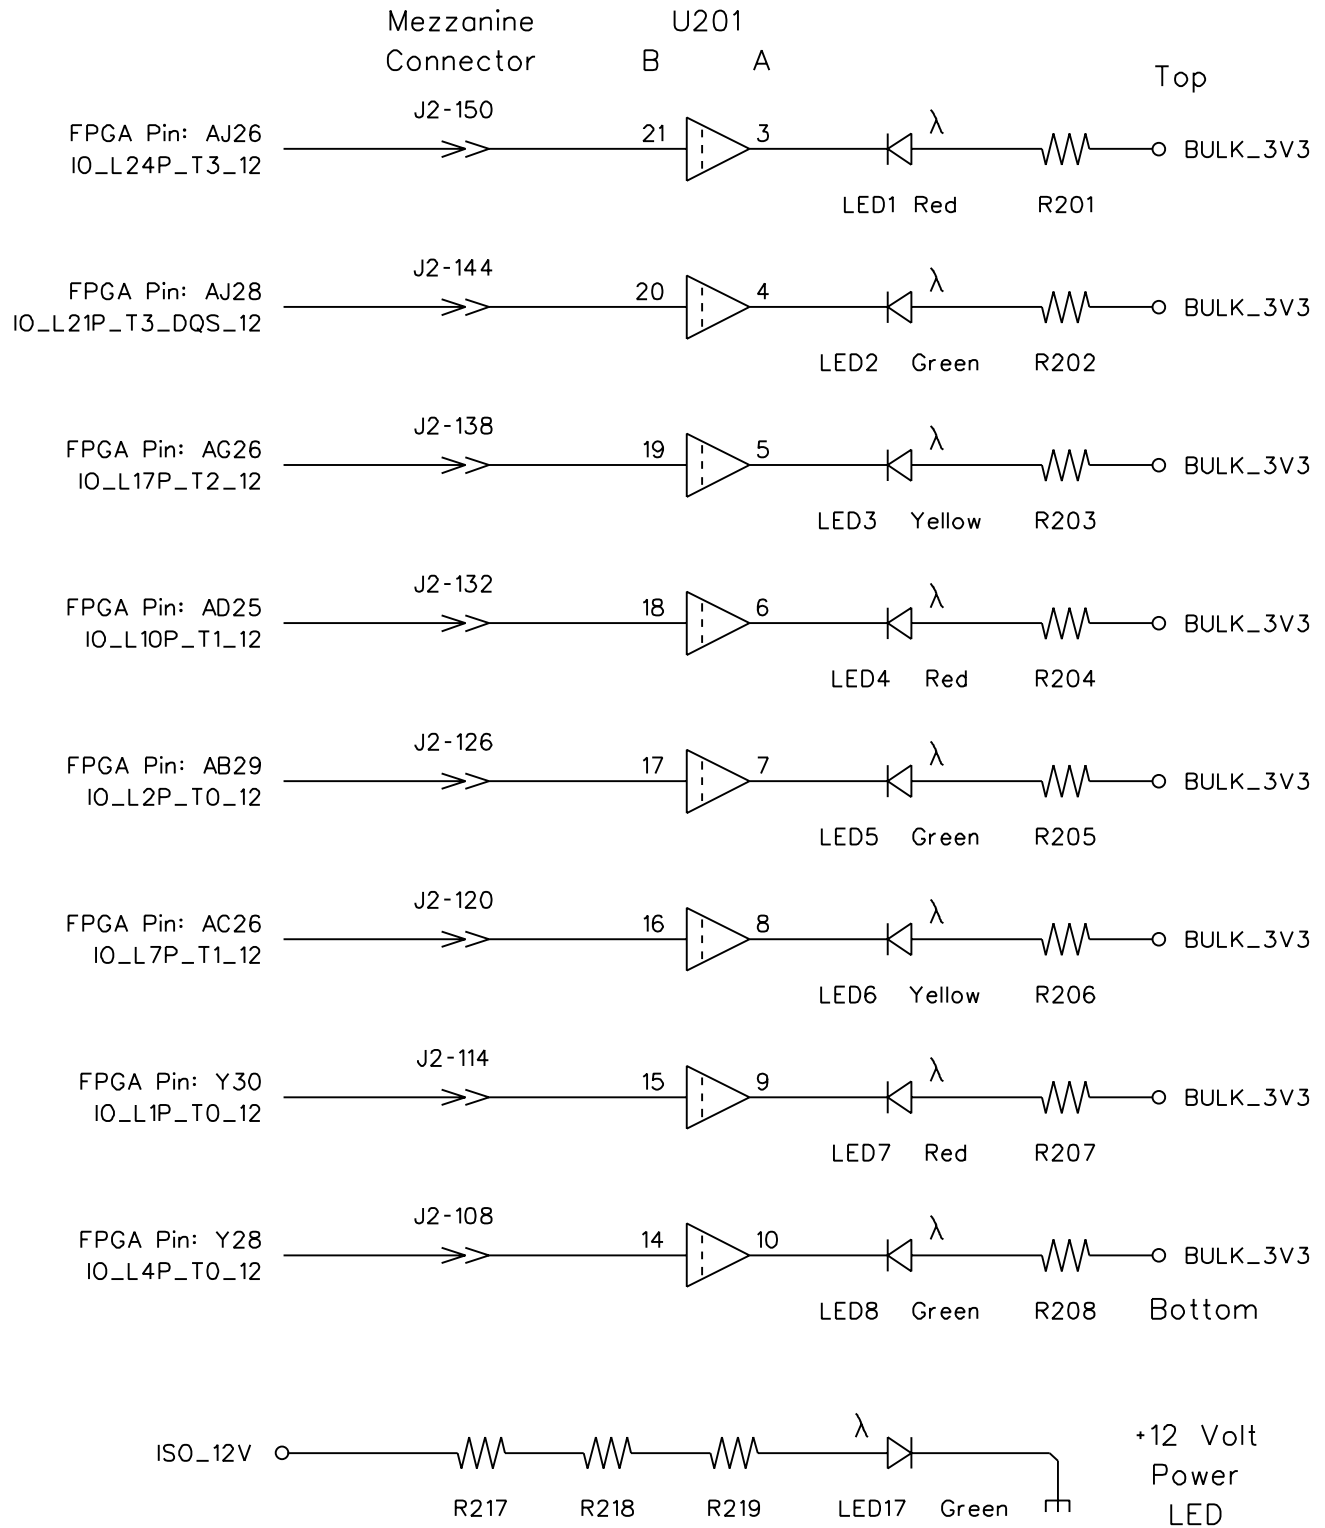 Mezzanine U201
Connector B A
Top
J2-150
FPGA Pin: AJ26 21 3 λ
IO_L24P_T3_12 BULK_3V3
LED1 Red R201
J2-144
FPGA Pin: AJ28 20 4 λ
IO_L21P_T3_DQS_12 BULK_3V3
LED2 Green R202
J2-138
FPGA Pin: AG26 19 5 λ
IO_L17P_T2_12 BULK_3V3
LED3 Yellow R203
J2-132
FPGA Pin: AD25 18 6 λ
IO_L10P_T1_12 BULK_3V3
LED4 Red R204
J2-126
FPGA Pin: AB29 17 7 λ
IO_L2P_T0_12 BULK_3V3
LED5 Green R205
J2-120
FPGA Pin: AC26 16 8 λ
IO_L7P_T1_12 BULK_3V3
LED6 Yellow R206
J2-114
FPGA Pin: Y30 15 9 λ
IO_L1P_T0_12 BULK_3V3
LED7 Red R207
J2-108
FPGA Pin: Y28 14 10 λ
IO_L4P_T0_12 BULK_3V3
LED8 Green R208 Bottom
λ +12 Volt
ISO_12V Power
R217 R218 R219 LED17 Green LED